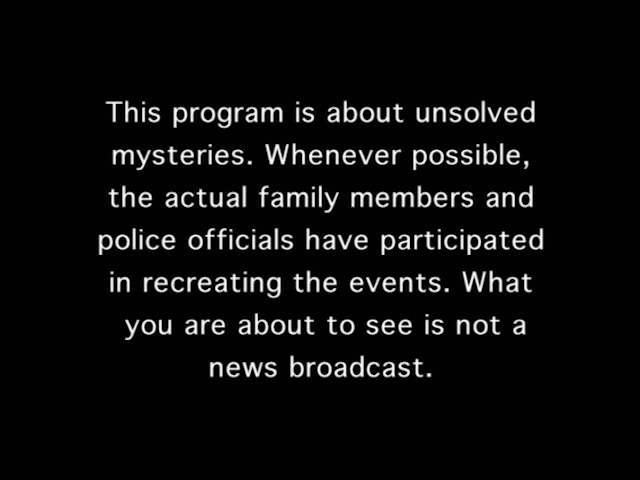 This program is about unsolved
mysteries. Whenever possible,
the actual family members and
police officials have participated
in recreating the events. What
you are about to see is not a
news broadcast.